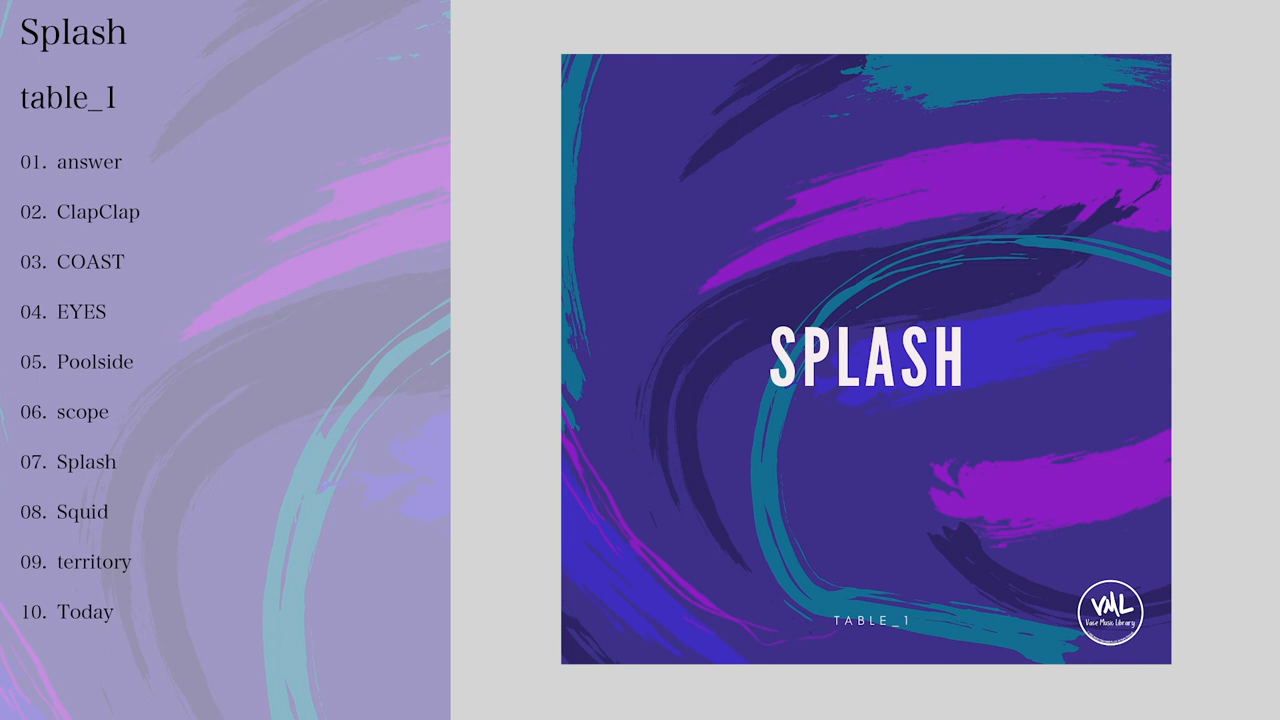 Splash
table_1
01. answer
02. ClapClap
03. COAST
04. EYES
05. Poolside
06. scope
07. Splash
08. Squid
09. territory
10. Today
SPLASH
TABLE_1
VML
Vase Music Library